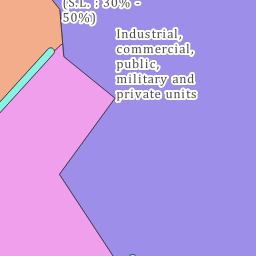 (S.L. : 30% -
50%)
Industrial,
commercial,
public,
military and
private units